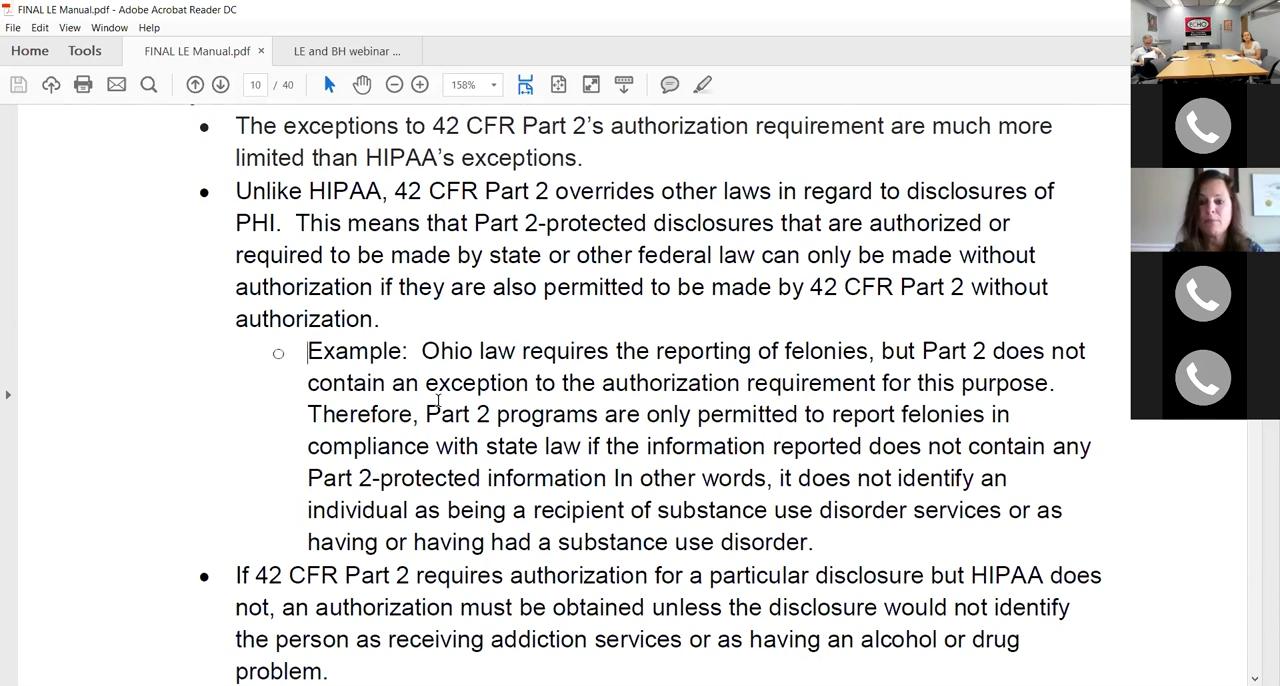 FINAL LE Manual.pdf - Adobe Acrobat Reader DC
File Edit View Window Help
Home Tools FINAL LE Manual.pdf × LE and BH webinar ...
10 / 40 158%
• The exceptions to 42 CFR Part 2’s authorization requirement are much more
limited than HIPAA’s exceptions.
• Unlike HIPAA, 42 CFR Part 2 overrides other laws in regard to disclosures of
PHI. This means that Part 2-protected disclosures that are authorized or
required to be made by state or other federal law can only be made without
authorization if they are also permitted to be made by 42 CFR Part 2 without
authorization.
○ Example: Ohio law requires the reporting of felonies, but Part 2 does not
contain an exception to the authorization requirement for this purpose.
Therefore, Part 2 programs are only permitted to report felonies in
compliance with state law if the information reported does not contain any
Part 2-protected information In other words, it does not identify an
individual as being a recipient of substance use disorder services or as
having or having had a substance use disorder.
• If 42 CFR Part 2 requires authorization for a particular disclosure but HIPAA does
not, an authorization must be obtained unless the disclosure would not identify
the person as receiving addiction services or as having an alcohol or drug
problem.
ECHO